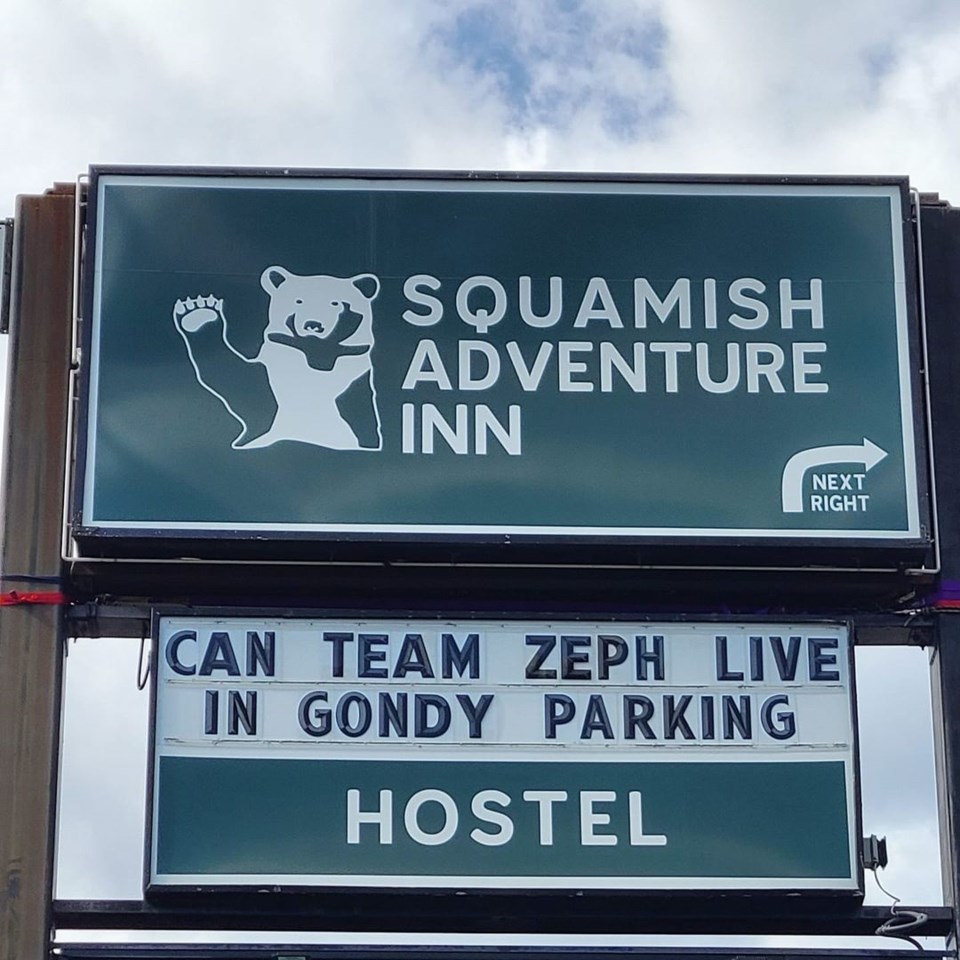 SQUAMISH
ADVENTURE
INN
NEXT
RIGHT
CAN TEAM ZEPH LIVE
IN GONDY PARKING
HOSTEL